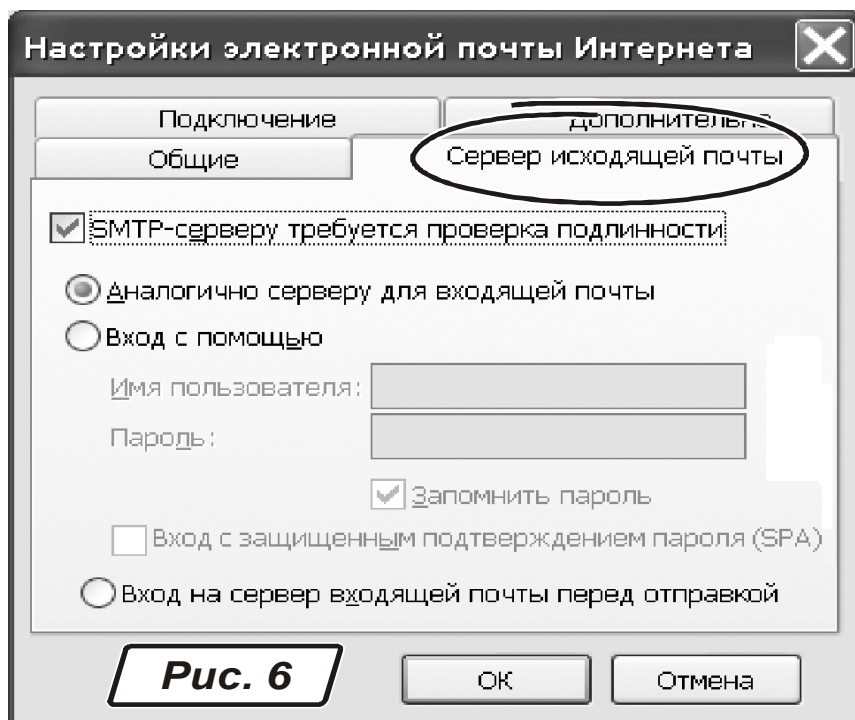 Настройки электронной почты Интернета
Подключение
Дополнительно
Общие
Сервер исходящей почты
SMTP-серверу требуется проверка подлинности
Аналогично серверу для входящей почты
Вход с помощью
Имя пользователя:
Пароль:
Запомнить пароль
Вход с защищенным подтверждением пароля (SPA)
Вход на сервер входящей почты перед отправкой
Рис. 6
ОК
Отмена